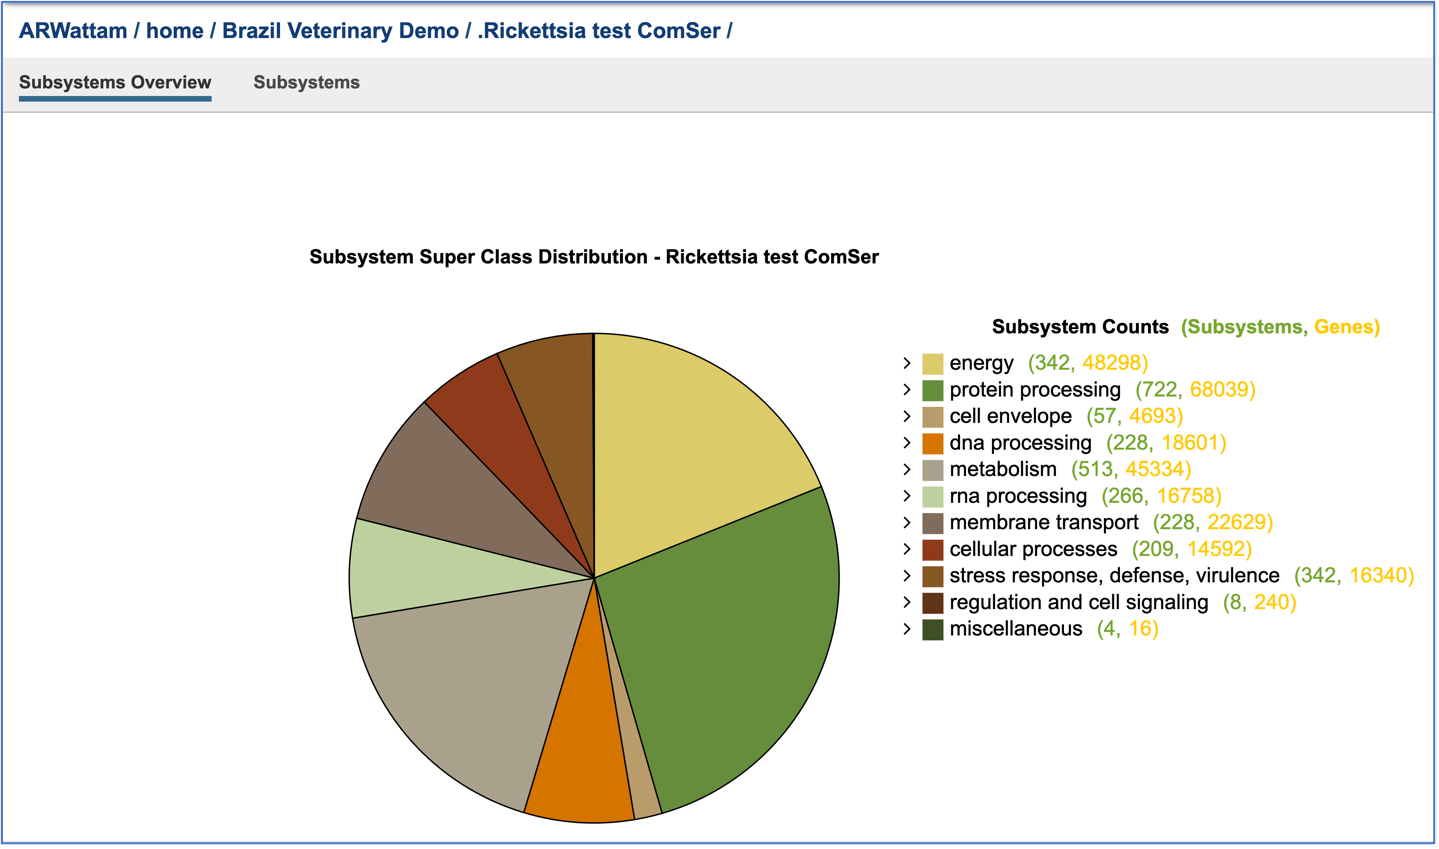 ARWattam / home / Brazil Veterinary Demo / .Rickettsia test ComSer /
Subsystems Overview Subsystems
Subsystem Super Class Distribution - Rickettsia test ComSer
Subsystem Counts (Subsystems, Genes)
energy (342, 48298)
protein processing (722, 68039)
cell envelope (57, 4693)
dna processing (228, 18601)
metabolism (513, 45334)
rna processing (266, 16758)
membrane transport (228, 22629)
cellular processes (209, 14592)
stress response, defense, virulence (342, 16340)
regulation and cell signaling (8, 240)
miscellaneous (4, 16)